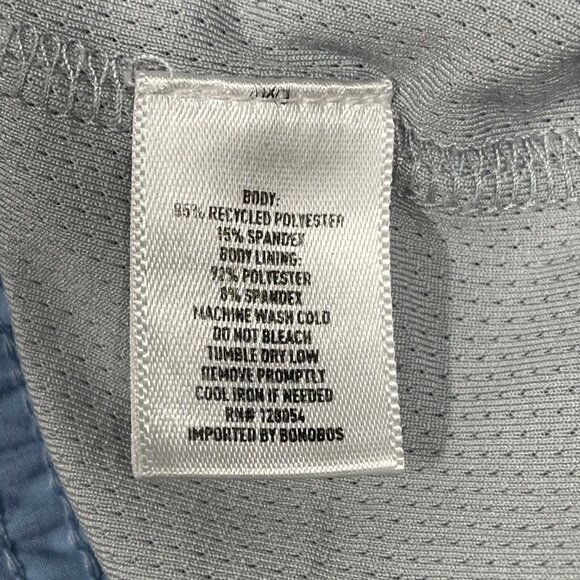 BODY:
85% RECYCLED POLYESTER
15% SPANDEX
BODY LINING:
92% POLYESTER
8% SPANDEX
MACHINE WASH COLD
DO NOT BLEACH
TUMBLE DRY LOW
REMOVE PROMPTLY
COOL IRON IF NEEDED
RN# 128054
IMPORTED BY BONOBOS